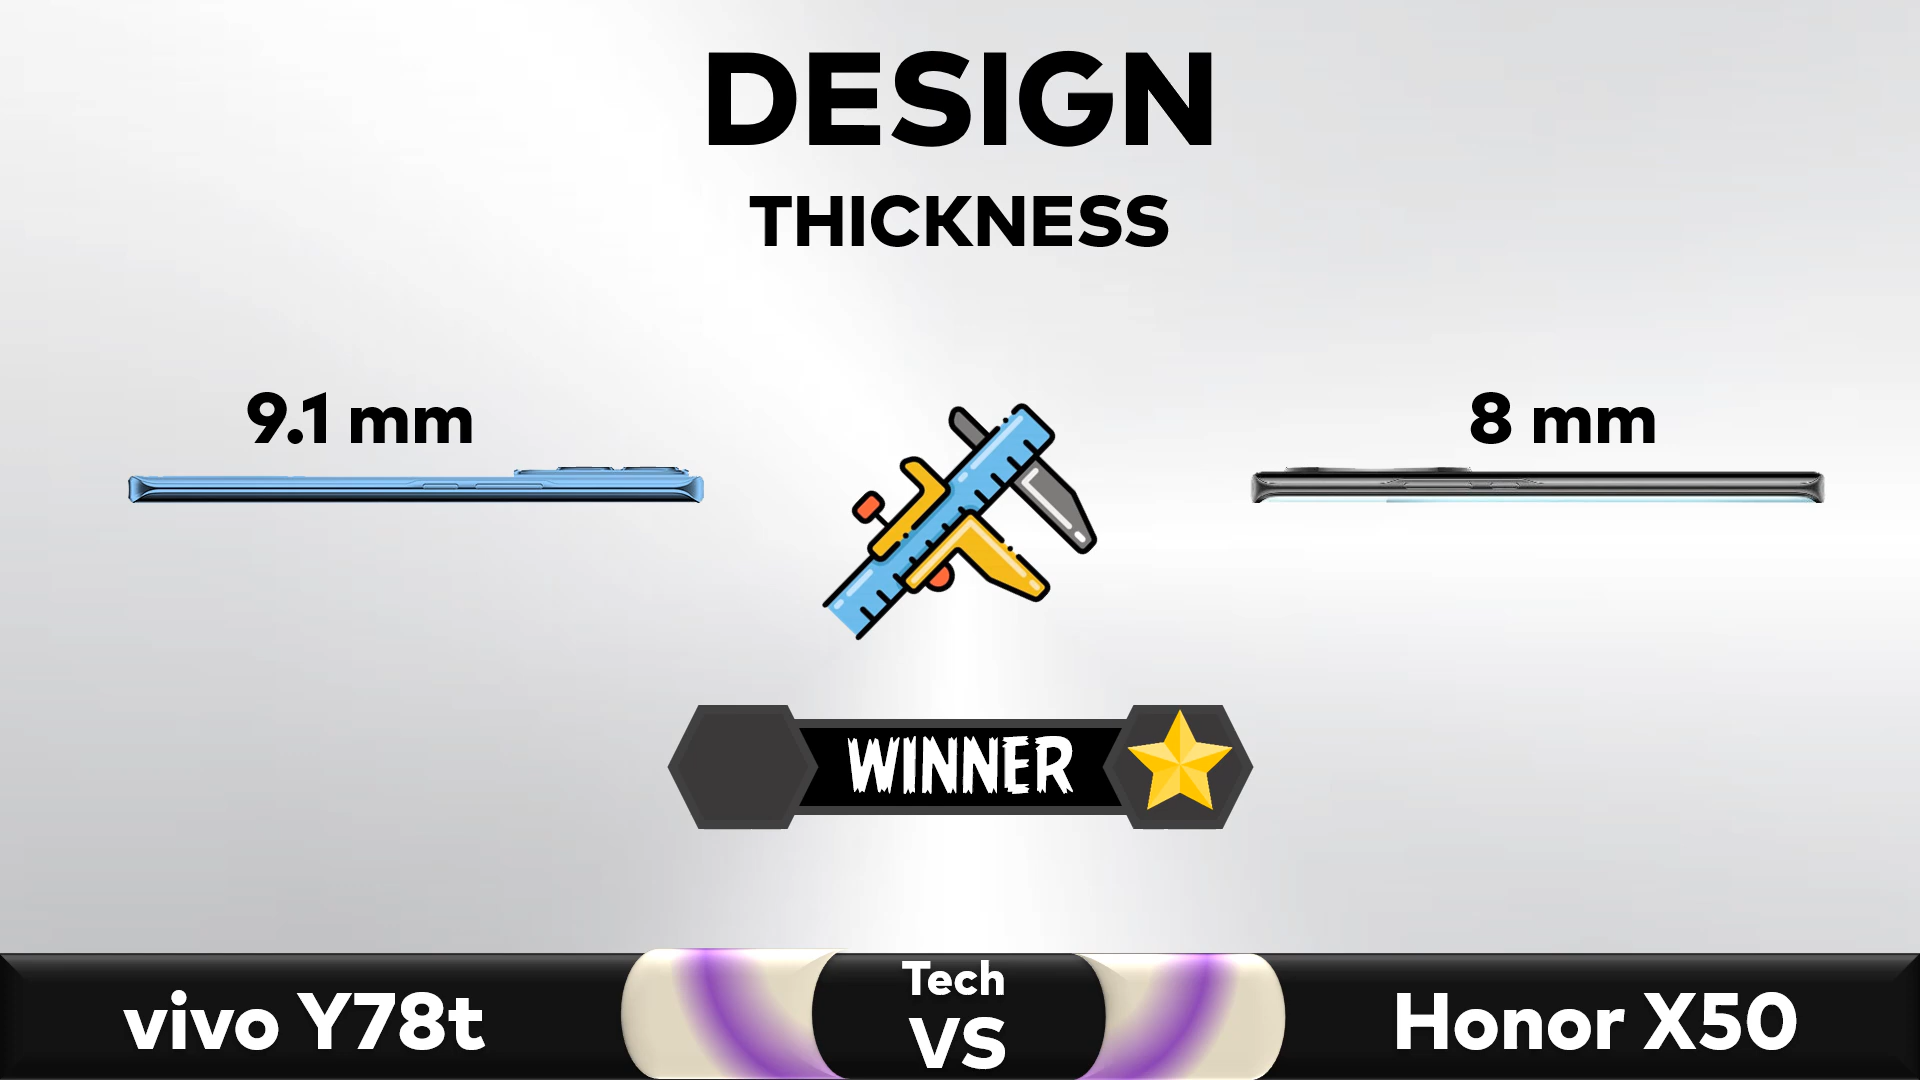 DESIGN
THICKNESS
9.1 mm
8 mm
WINNER
vivo Y78t
Tech
VS
Honor X50